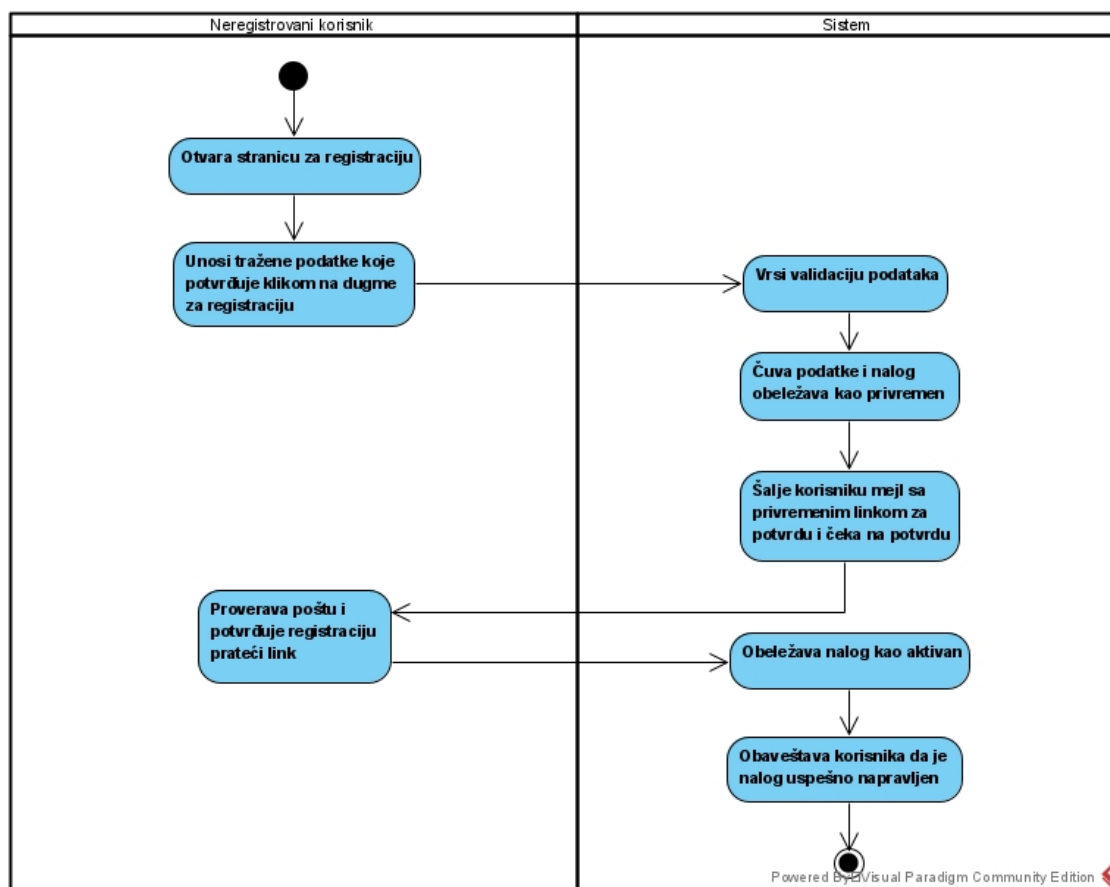 Neregistrovani korisnik
Sistem
Otvara stranicu za registraciju
Unosi tražene podatke koje
potvrđuje klikom na dugme
za registraciju
Vrsi validaciju podataka
Čuva podatke i nalog
obeležava kao privremen
Šalje korisniku mejl sa
privremenim linkom za
potvrdu i čeka na potvrdu
Proverava poštu i
potvrđuje registraciju
prateći link
Obeležava nalog kao aktivan
Obaveštava korisnika da je
nalog uspešno napravljen
Powered By Visual Paradigm Community Edition